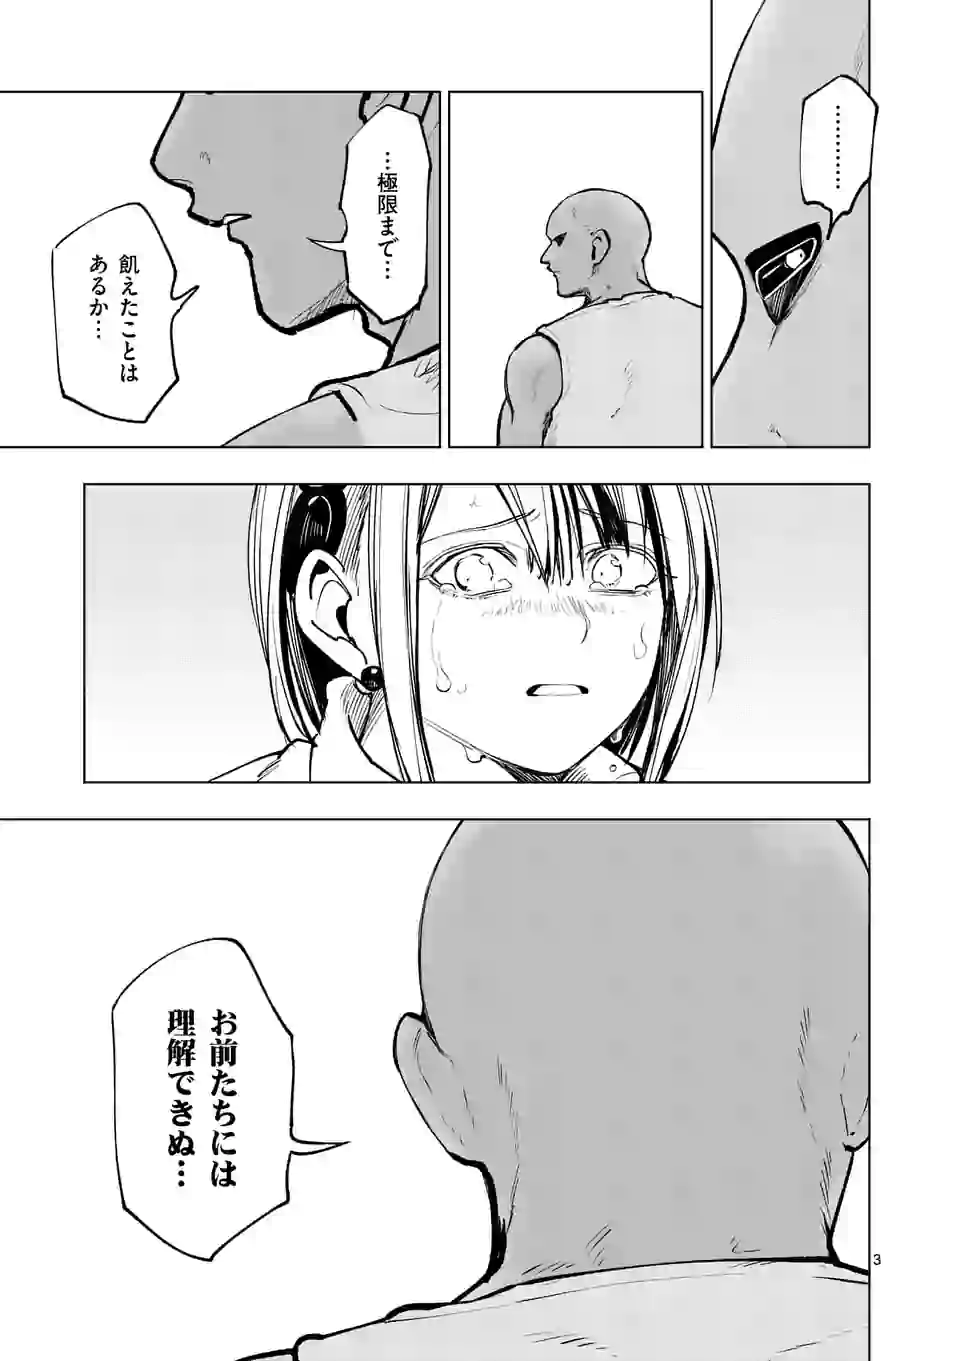 …………
…極限まで…
飢えたことは
あるか…
お前たちには
理解できぬ…
3